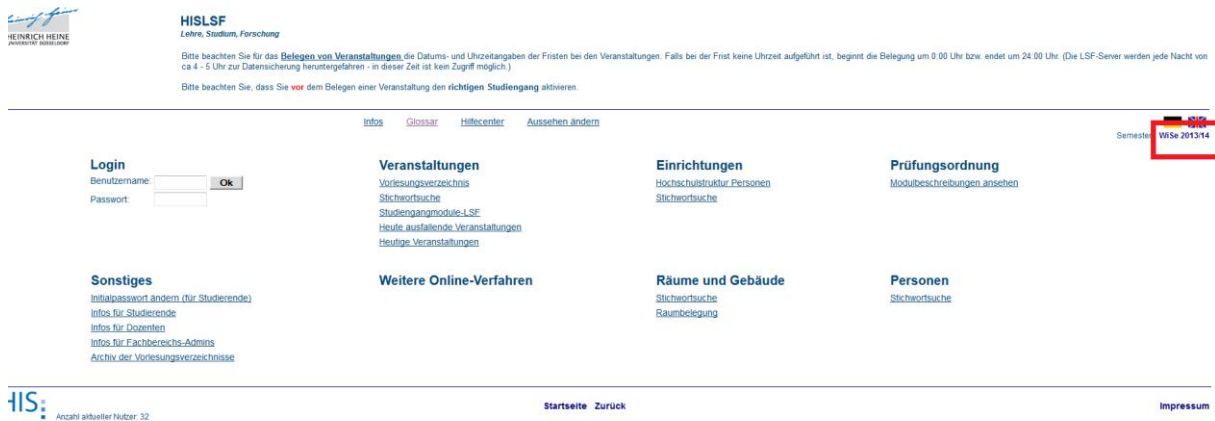 HEINRICH HEINE
UNIVERSITÄT DÜSSELDORF
HISLSF
Lehre, Studium, Forschung
Bitte beachten Sie für das Belegen von Veranstaltungen die Datums- und Uhrzeitangaben der Fristen bei den Veranstaltungen. Falls bei der Frist keine Uhrzeit aufgeführt ist, beginnt die Belegung um 0:00 Uhr bzw. endet um 24:00 Uhr. (Die LSF-Server werden jede Nacht von
ca 4 - 5 Uhr zur Datensicherung heruntergefahren - in dieser Zeit ist kein Zugriff möglich.)
Bitte beachten Sie, dass Sie vor dem Belegen einer Veranstaltung den richtigen Studiengang aktivieren.
Infos Glossar Hilfecenter Aussehen ändern
Semester: WiSe 2013/14
Login
Benutzername: Ok
Passwort:
Veranstaltungen
Vorlesungsverzeichnis
Stichwortsuche
Studiengangmodule-LSF
Heute ausfallende Veranstaltungen
Heutige Veranstaltungen
Einrichtungen
Hochschulstruktur Personen
Stichwortsuche
Prüfungsordnung
Modulbeschreibungen ansehen
Sonstiges
Initialpasswort ändern (für Studierende)
Infos für Studierende
Infos für Dozenten
Infos für Fachbereichs-Admins
Archiv der Vorlesungsverzeichnisse
Weitere Online-Verfahren
Räume und Gebäude
Stichwortsuche
Raumbelegung
Personen
Stichwortsuche
HIS:
Anzahl aktueller Nutzer: 32
Startseite Zurück
Impressum